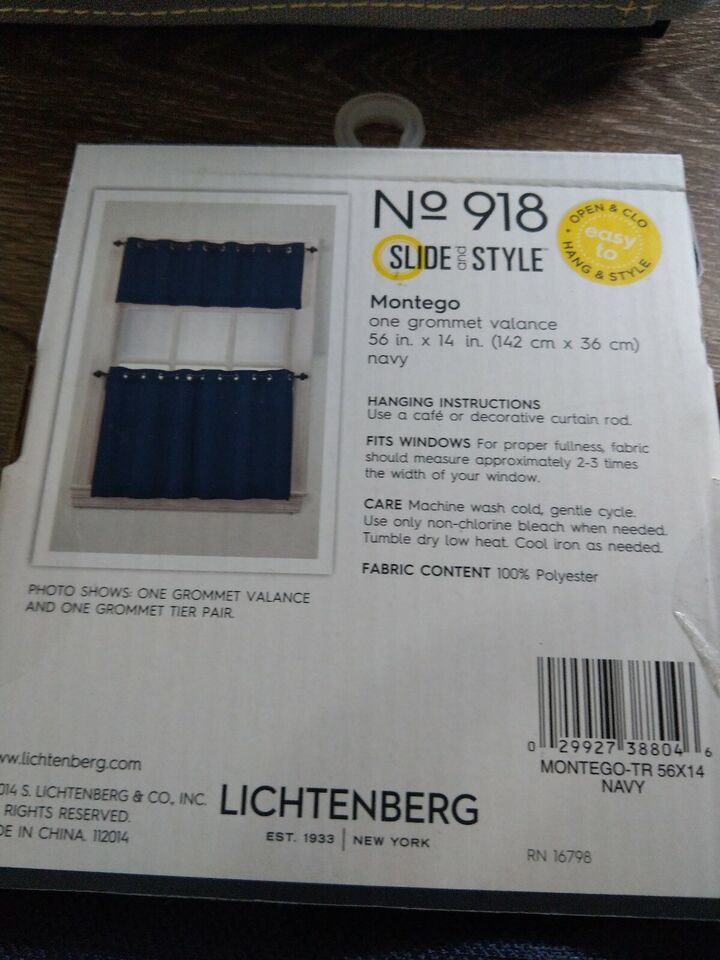 Nº 918
SLIDE and STYLE™
OPEN & CLO
easy
to
HANG & STYLE
Montego
one grommet valance
56 in. x 14 in. (142 cm x 36 cm)
navy
HANGING INSTRUCTIONS
Use a café or decorative curtain rod.
FITS WINDOWS For proper fullness, fabric
should measure approximately 2-3 times
the width of your window.
CARE Machine wash cold, gentle cycle.
Use only non-chlorine bleach when needed.
Tumble dry low heat. Cool iron as needed.
FABRIC CONTENT 100% Polyester
PHOTO SHOWS: ONE GROMMET VALANCE
AND ONE GROMMET TIER PAIR.
0 29927 38804 6
MONTEGO-TR 56X14
NAVY
vw.lichtenberg.com
014 S. LICHTENBERG & CO., INC.
RIGHTS RESERVED.
DE IN CHINA. 112014
LICHTENBERG
EST. 1933 | NEW YORK
RN 16798